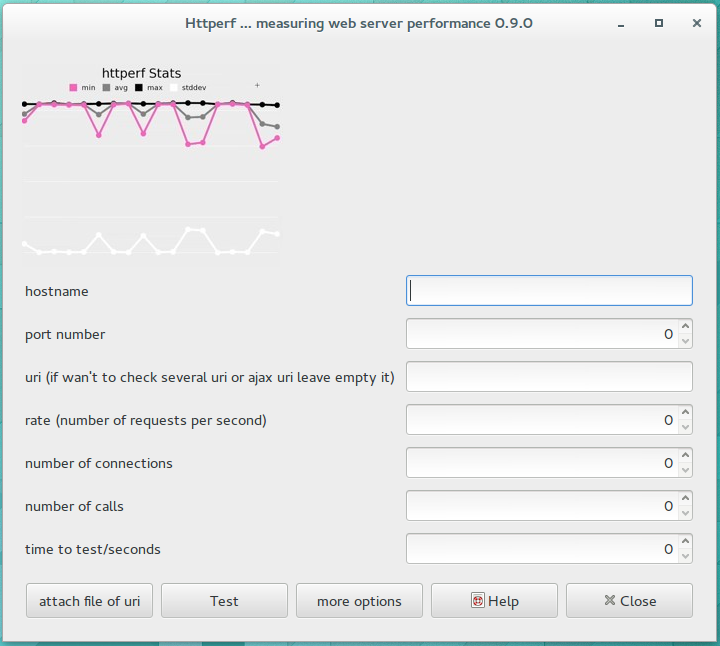 Httperf ... measuring web server performance 0.9.0
httperf Stats
min avg max stddev +
hostname
port number 0
uri (if wan't to check several uri or ajax uri leave empty it)
rate (number of requests per second) 0
number of connections 0
number of calls 0
time to test/seconds 0
attach file of uri Test more options Help Close